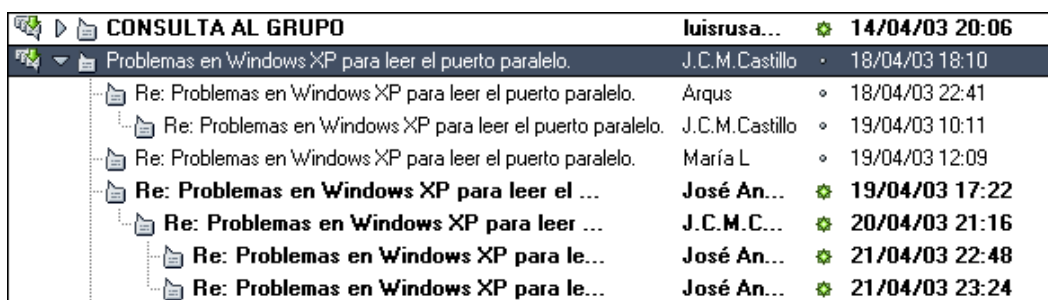 CONSULTA AL GRUPO luisrusa... 14/04/03 20:06
Problemas en Windows XP para leer el puerto paralelo. J.C.M.Castillo 18/04/03 18:10
Re: Problemas en Windows XP para leer el puerto paralelo. Arqus 18/04/03 22:41
Re: Problemas en Windows XP para leer el puerto paralelo. J.C.M.Castillo 19/04/03 10:11
Re: Problemas en Windows XP para leer el puerto paralelo. María L 19/04/03 12:09
Re: Problemas en Windows XP para leer el ... José An... 19/04/03 17:22
Re: Problemas en Windows XP para leer ... J.C.M.C... 20/04/03 21:16
Re: Problemas en Windows XP para le... José An... 21/04/03 22:48
Re: Problemas en Windows XP para le... José An... 21/04/03 23:24